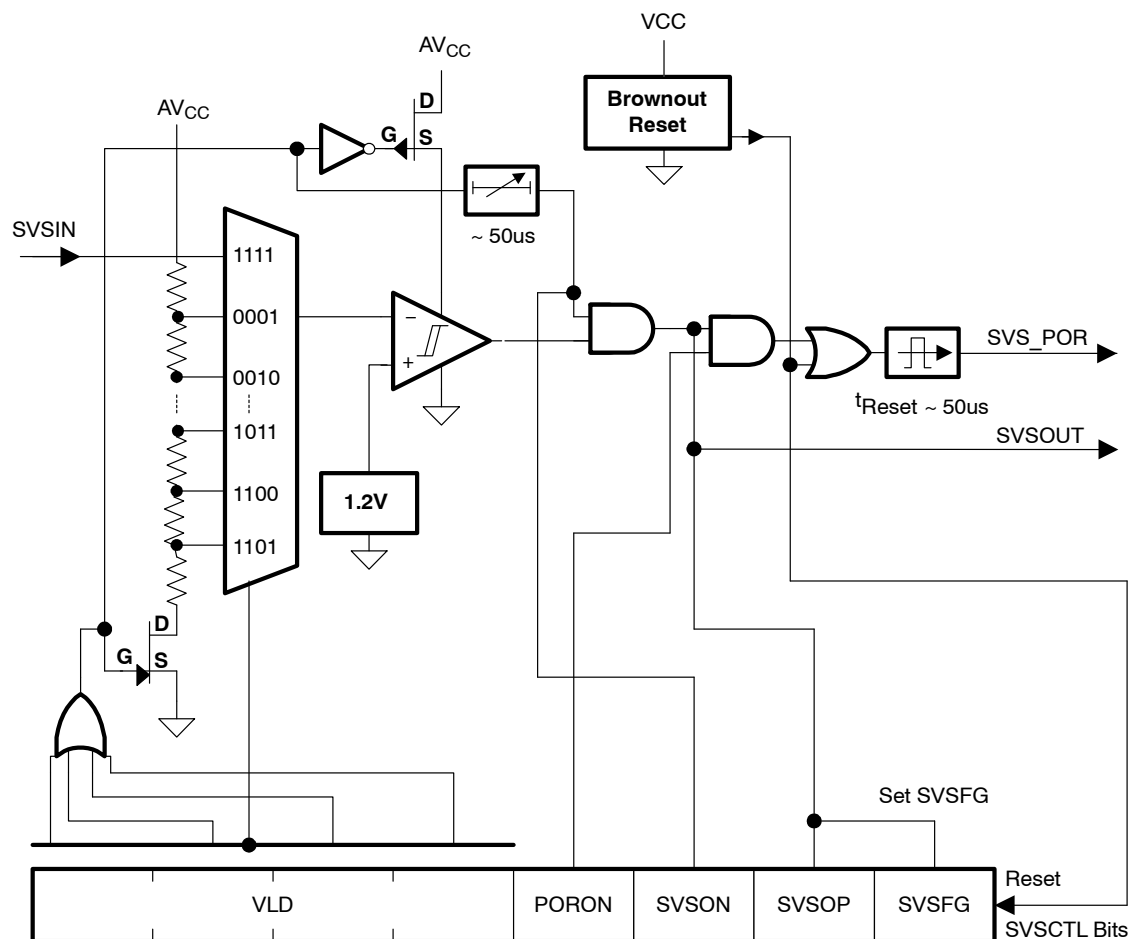 VCC
AVCC
Brownout
Reset
D
AVCC
G
S
SVSIN
~ 50us
1111
0001
−
SVS_POR
+
0010
tReset ~ 50us
1011
SVSOUT
1100
1.2V
1101
D
G
S
Set SVSFG
Reset
VLD
PORON
SVSON
SVSOP
SVSFG
SVSCTL Bits